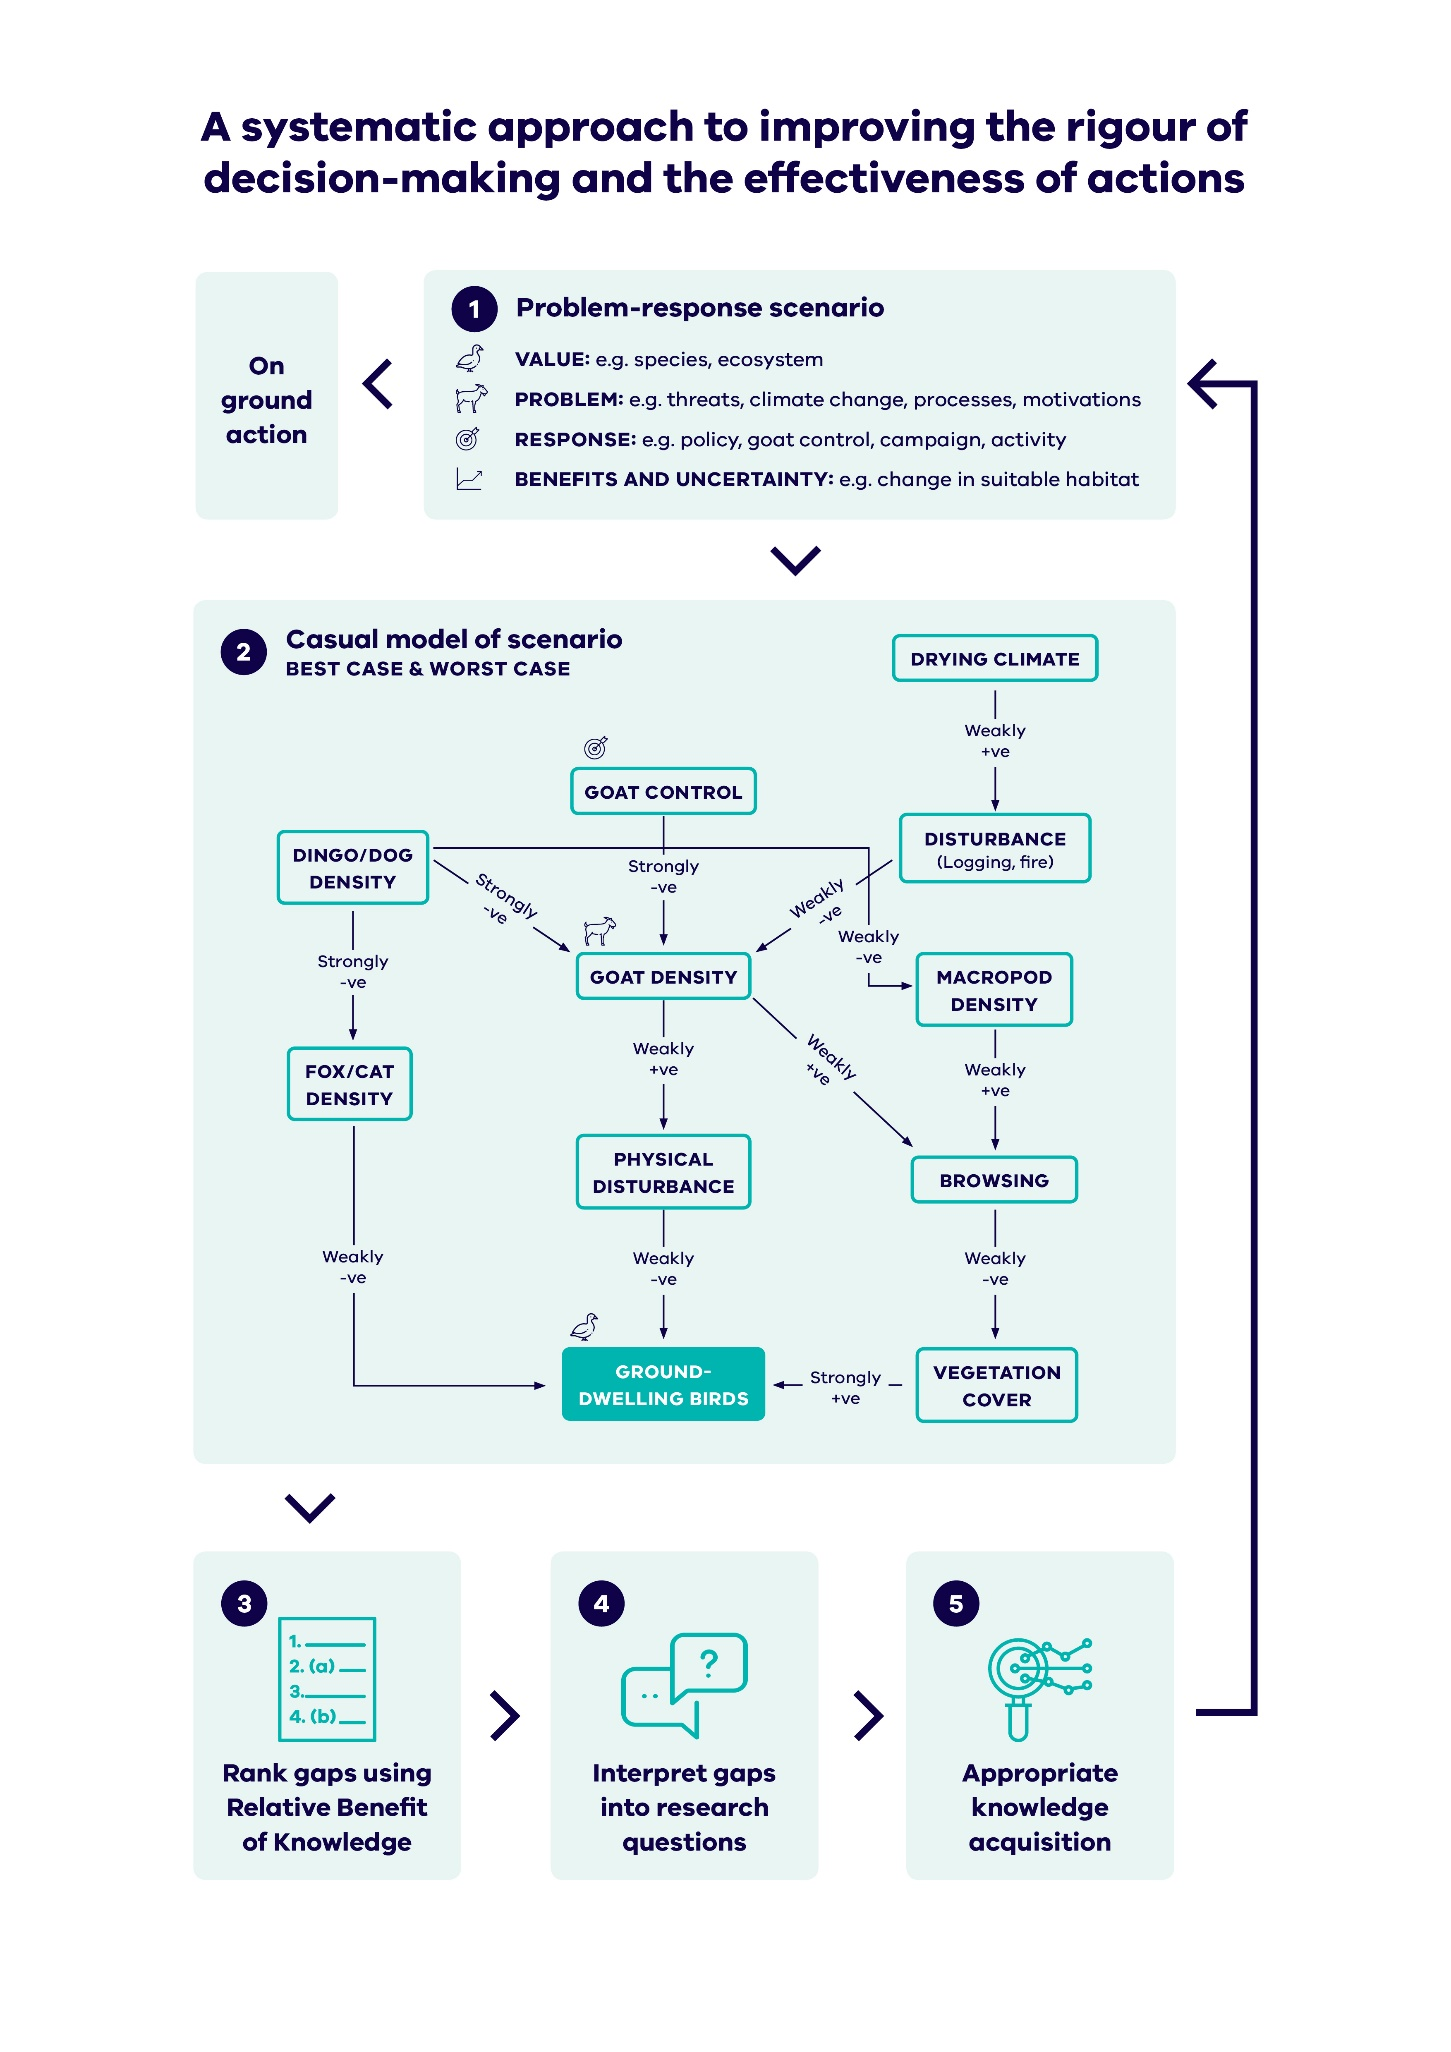 A systematic approach to improving the rigour of
decision-making and the effectiveness of actions
On
ground
action
1 Problem-response scenario
VALUE: e.g. species, ecosystem
PROBLEM: e.g. threats, climate change, processes, motivations
RESPONSE: e.g. policy, goat control, campaign, activity
BENEFITS AND UNCERTAINTY: e.g. change in suitable habitat
2 Casual model of scenario
BEST CASE & WORST CASE
DRYING CLIMATE
Weakly
+ve
GOAT CONTROL
DISTURBANCE
(Logging, fire)
DINGO/DOG
DENSITY
Strongly
-ve
Strongly
-ve
Weakly
-ve
Weakly
-ve
Strongly
-ve
GOAT DENSITY
MACROPOD
DENSITY
Weakly
+ve
Weakly
+ve
Weakly
+ve
FOX/CAT
DENSITY
PHYSICAL
DISTURBANCE
BROWSING
Weakly
-ve
Weakly
-ve
Weakly
-ve
GROUND-
DWELLING BIRDS
Strongly
+ve
VEGETATION
COVER
3
1.
2. (a)
3.
4. (b)
Rank gaps using
Relative Benefit
of Knowledge
4
?
Interpret gaps
into research
questions
5
Appropriate
knowledge
acquisition